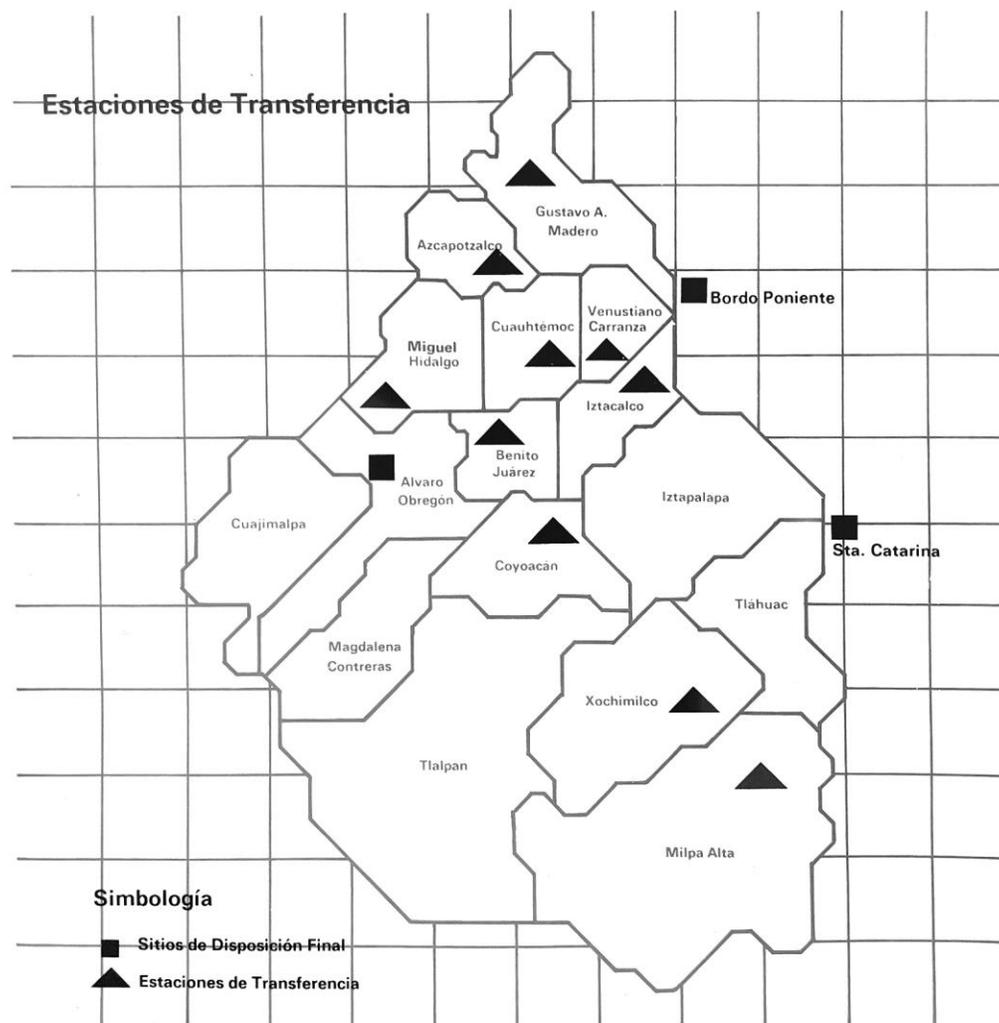 Estaciones de Transferencia
Gustavo A.
Madero
Azcapotzalco
Bordo Poniente
Venustiano
Carranza
Cuauhtémoc
Miguel
Hidalgo
Iztacalco
Benito
Juárez
Alvaro
Obregón
Iztapalapa
Cuajimalpa
Sta. Catarina
Coyoacán
Tláhuac
Magdalena
Contreras
Xochimilco
Tlalpan
Milpa Alta
Simbología
Sitios de Disposición Final
Estaciones de Transferencia